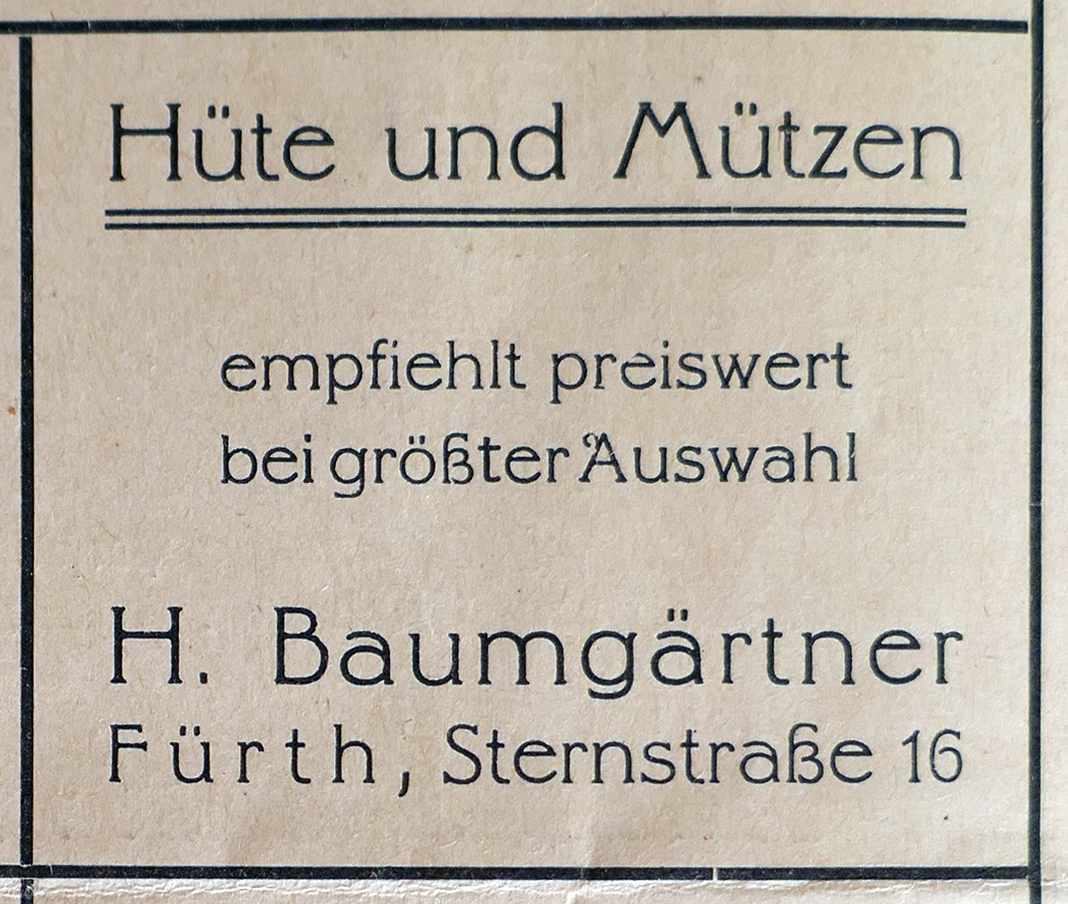 Hüte und Mützen
empfiehlt preiswert
bei größter Auswahl
H. Baumgärtner
Fürth, Sternstraße 16